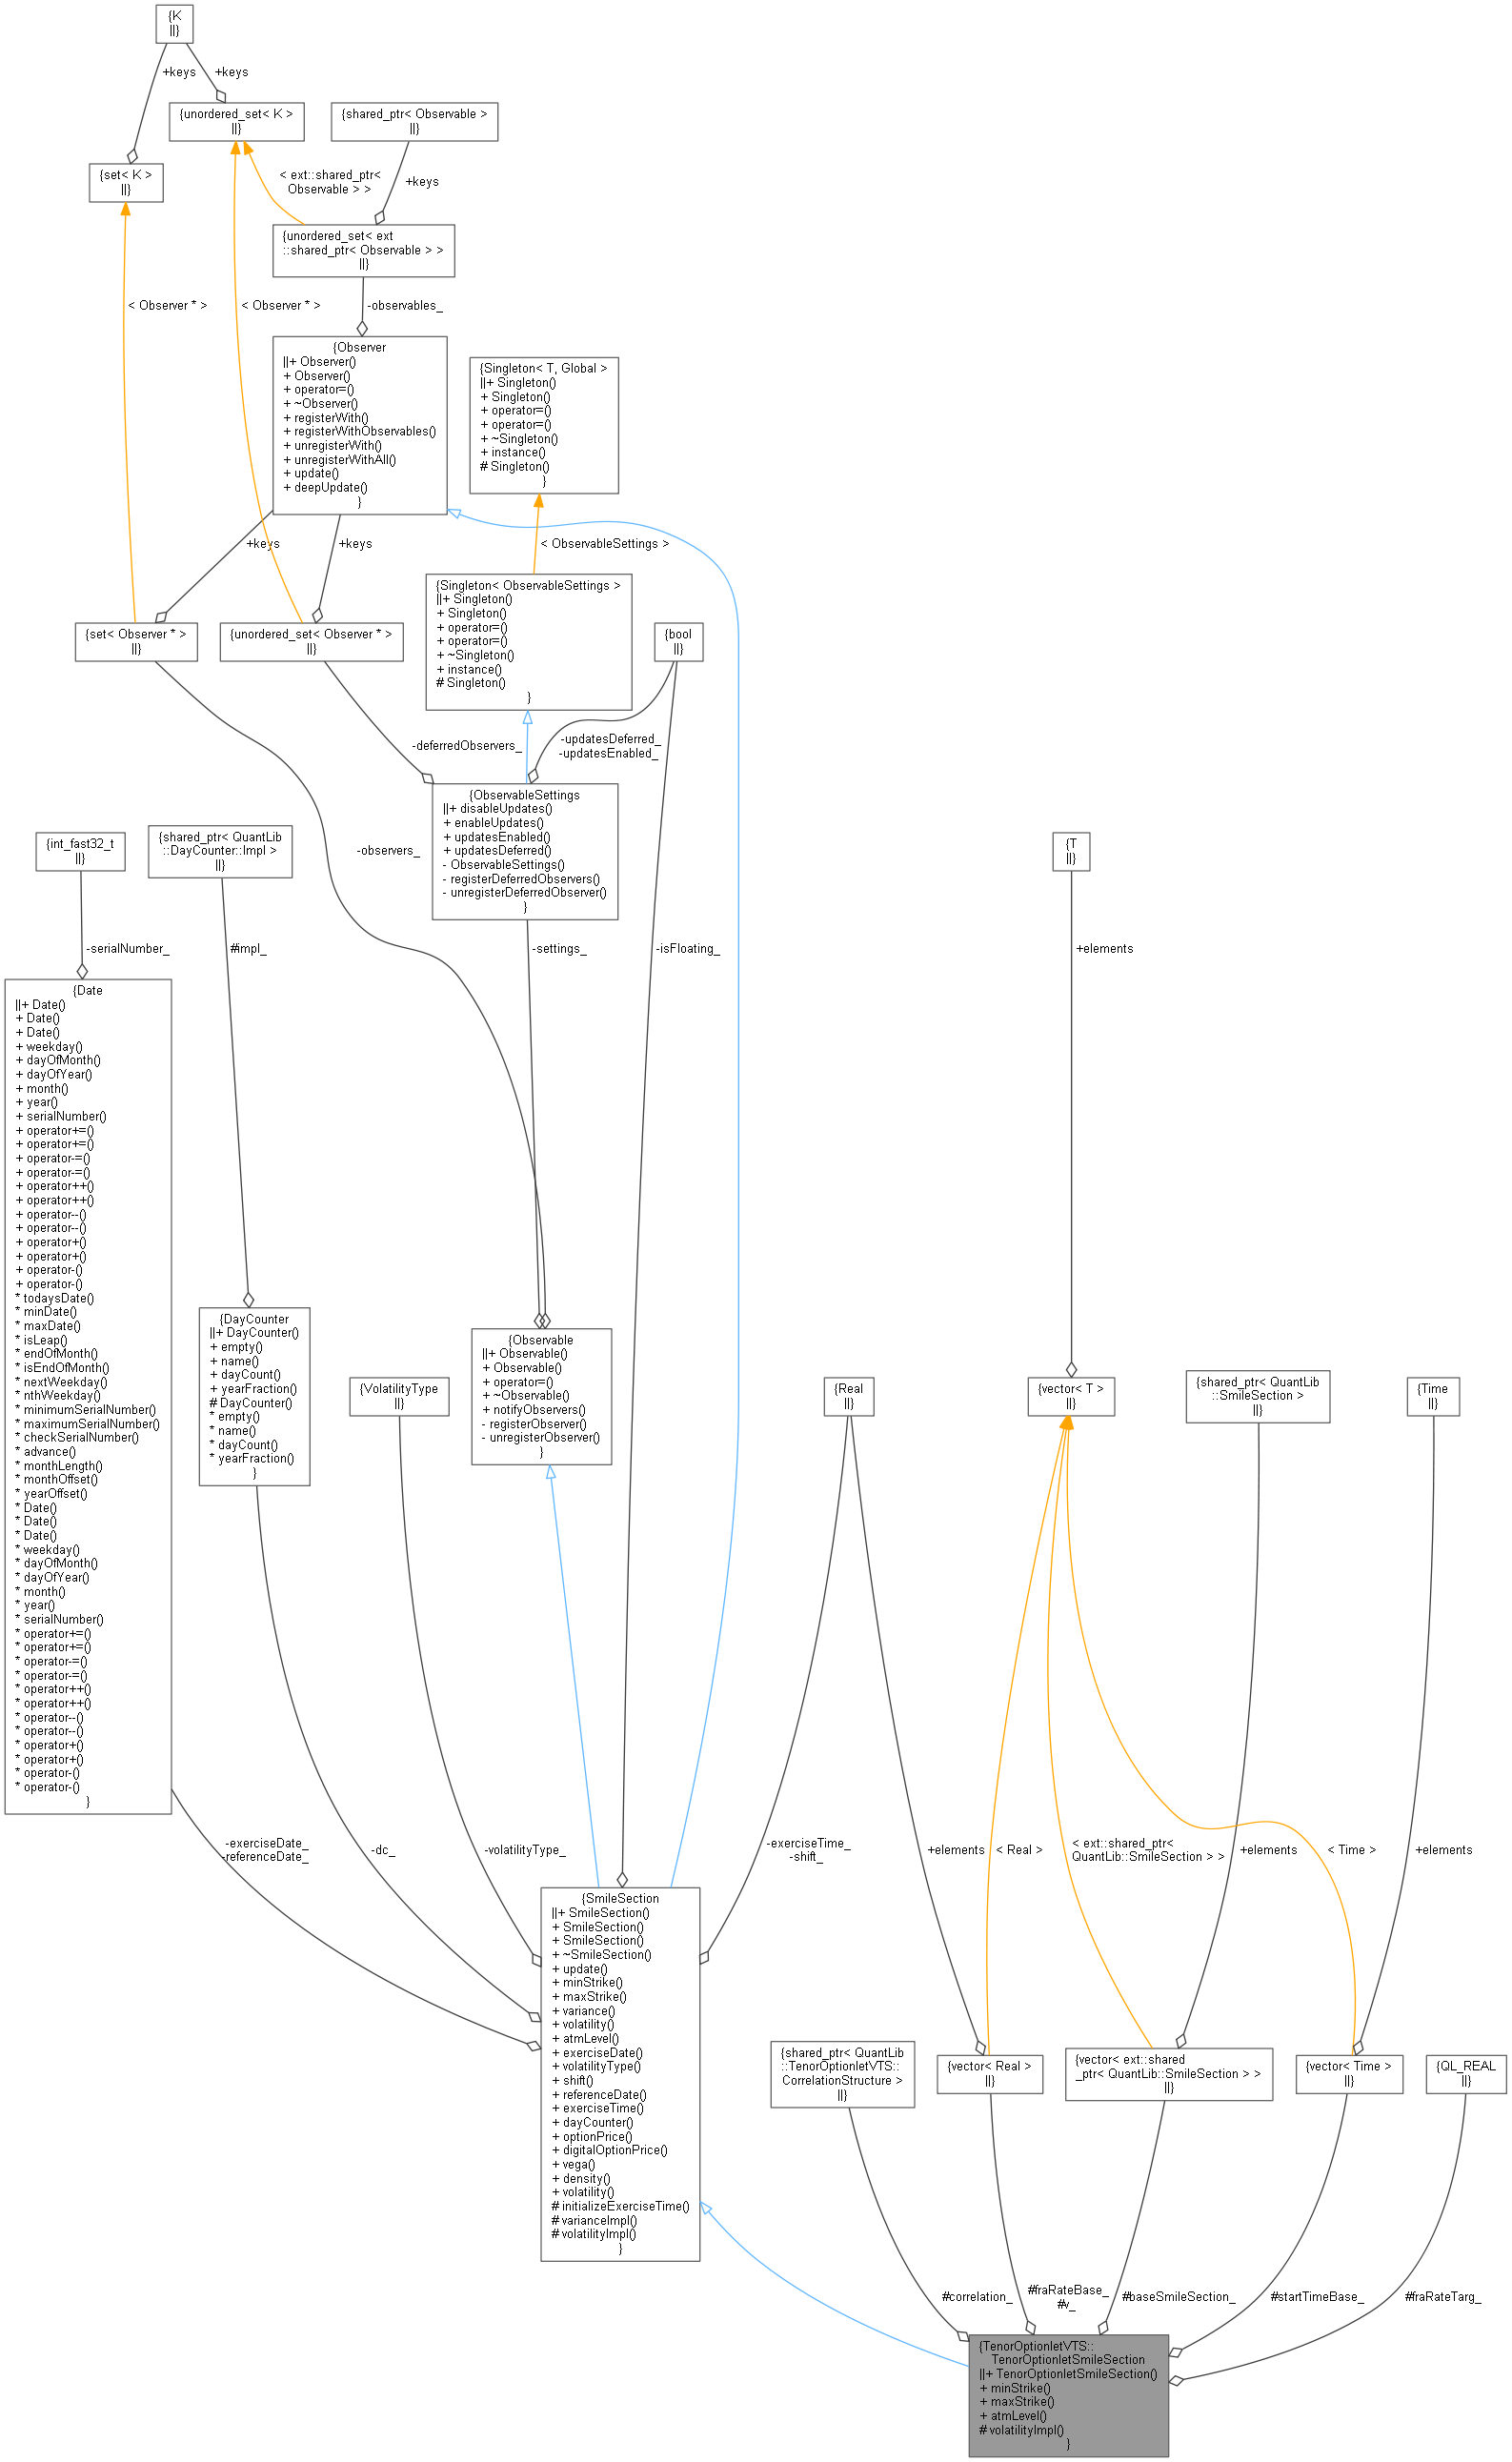 {K
||}
+keys
+keys
{unordered_set< K >
||}
{shared_ptr< Observable >
||}
{set< K >
||}
< ext::shared_ptr<
Observable > >
+keys
{unordered_set< ext
::shared_ptr< Observable > >
||}
< Observer * >
< Observer * >
-observables_
{Observer
||+ Observer()
+ Observer()
+ operator=()
+ ~Observer()
+ registerWith()
+ registerWithObservables()
+ unregisterWith()
+ unregisterWithAll()
+ update()
+ deepUpdate()
}
{Singleton< T, Global >
||+ Singleton()
+ Singleton()
+ operator=()
+ operator=()
+ ~Singleton()
+ instance()
# Singleton()
}
+keys
+keys
< ObservableSettings >
{set< Observer * >
||}
{unordered_set< Observer * >
||}
{Singleton< ObservableSettings >
||+ Singleton()
+ Singleton()
+ operator=()
+ operator=()
+ ~Singleton()
+ instance()
# Singleton()
}
{bool
||}
-deferredObservers_
-updatesDeferred_
-updatesEnabled_
{ObservableSettings
||+ disableUpdates()
+ enableUpdates()
+ updatesEnabled()
+ updatesDeferred()
- ObservableSettings()
- registerDeferredObservers()
- unregisterDeferredObserver()
}
{int_fast32_t
||}
{shared_ptr< QuantLib
::DayCounter::Impl >
||}
-observers_
{T
||}
-serialNumber_
#impl_
-settings_
-isFloating_
+elements
{Date
||+ Date()
+ Date()
+ Date()
+ weekday()
+ dayOfMonth()
+ dayOfYear()
+ month()
+ year()
+ serialNumber()
+ operator+=()
+ operator+=()
+ operator-=()
+ operator-=()
+ operator++()
+ operator++()
+ operator--()
+ operator--()
+ operator+()
+ operator+()
+ operator-()
+ operator-()
* todaysDate()
* minDate()
* maxDate()
* isLeap()
* endOfMonth()
* isEndOfMonth()
* nextWeekday()
* nthWeekday()
* minimumSerialNumber()
* maximumSerialNumber()
* checkSerialNumber()
* advance()
* monthLength()
* monthOffset()
* yearOffset()
* Date()
* Date()
* Date()
* weekday()
* dayOfMonth()
* dayOfYear()
* month()
* year()
* serialNumber()
* operator+=()
* operator+=()
* operator-=()
* operator-=()
* operator++()
* operator++()
* operator--()
* operator--()
* operator+()
* operator+()
* operator-()
* operator-()
}
{DayCounter
||+ DayCounter()
+ empty()
+ name()
+ dayCount()
+ yearFraction()
# DayCounter()
* empty()
* name()
* dayCount()
* yearFraction()
}
{VolatilityType
||}
{Observable
||+ Observable()
+ Observable()
+ operator=()
+ ~Observable()
+ notifyObservers()
- registerObserver()
- unregisterObserver()
}
{Real
||}
{vector< T >
||}
{shared_ptr< QuantLib
::SmileSection >
||}
{Time
||}
-exerciseDate_
-referenceDate_
-dc_
-volatilityType_
-exerciseTime_
-shift_
+elements
< Real >
< ext::shared_ptr<
QuantLib::SmileSection > >
+elements
< Time >
+elements
{SmileSection
||+ SmileSection()
+ SmileSection()
+ SmileSection()
+ ~SmileSection()
+ update()
+ minStrike()
+ maxStrike()
+ variance()
+ volatility()
+ atmLevel()
+ exerciseDate()
+ volatilityType()
+ shift()
+ referenceDate()
+ exerciseTime()
+ dayCounter()
+ optionPrice()
+ digitalOptionPrice()
+ vega()
+ density()
+ volatility()
# initializeExerciseTime()
# varianceImpl()
# volatilityImpl()
}
{shared_ptr< QuantLib
::TenorOptionletVTS::
CorrelationStructure >
||}
{vector< Real >
||}
{vector< ext::shared
_ptr< QuantLib::SmileSection > >
||}
{vector< Time >
||}
{QL_REAL
||}
#correlation_
#fraRateBase_
#v_
#baseSmileSection_
#startTimeBase_
#fraRateTarg_
{TenorOptionletVTS::
TenorOptionletSmileSection
||+ TenorOptionletSmileSection()
+ minStrike()
+ maxStrike()
+ atmLevel()
# volatilityImpl()
}